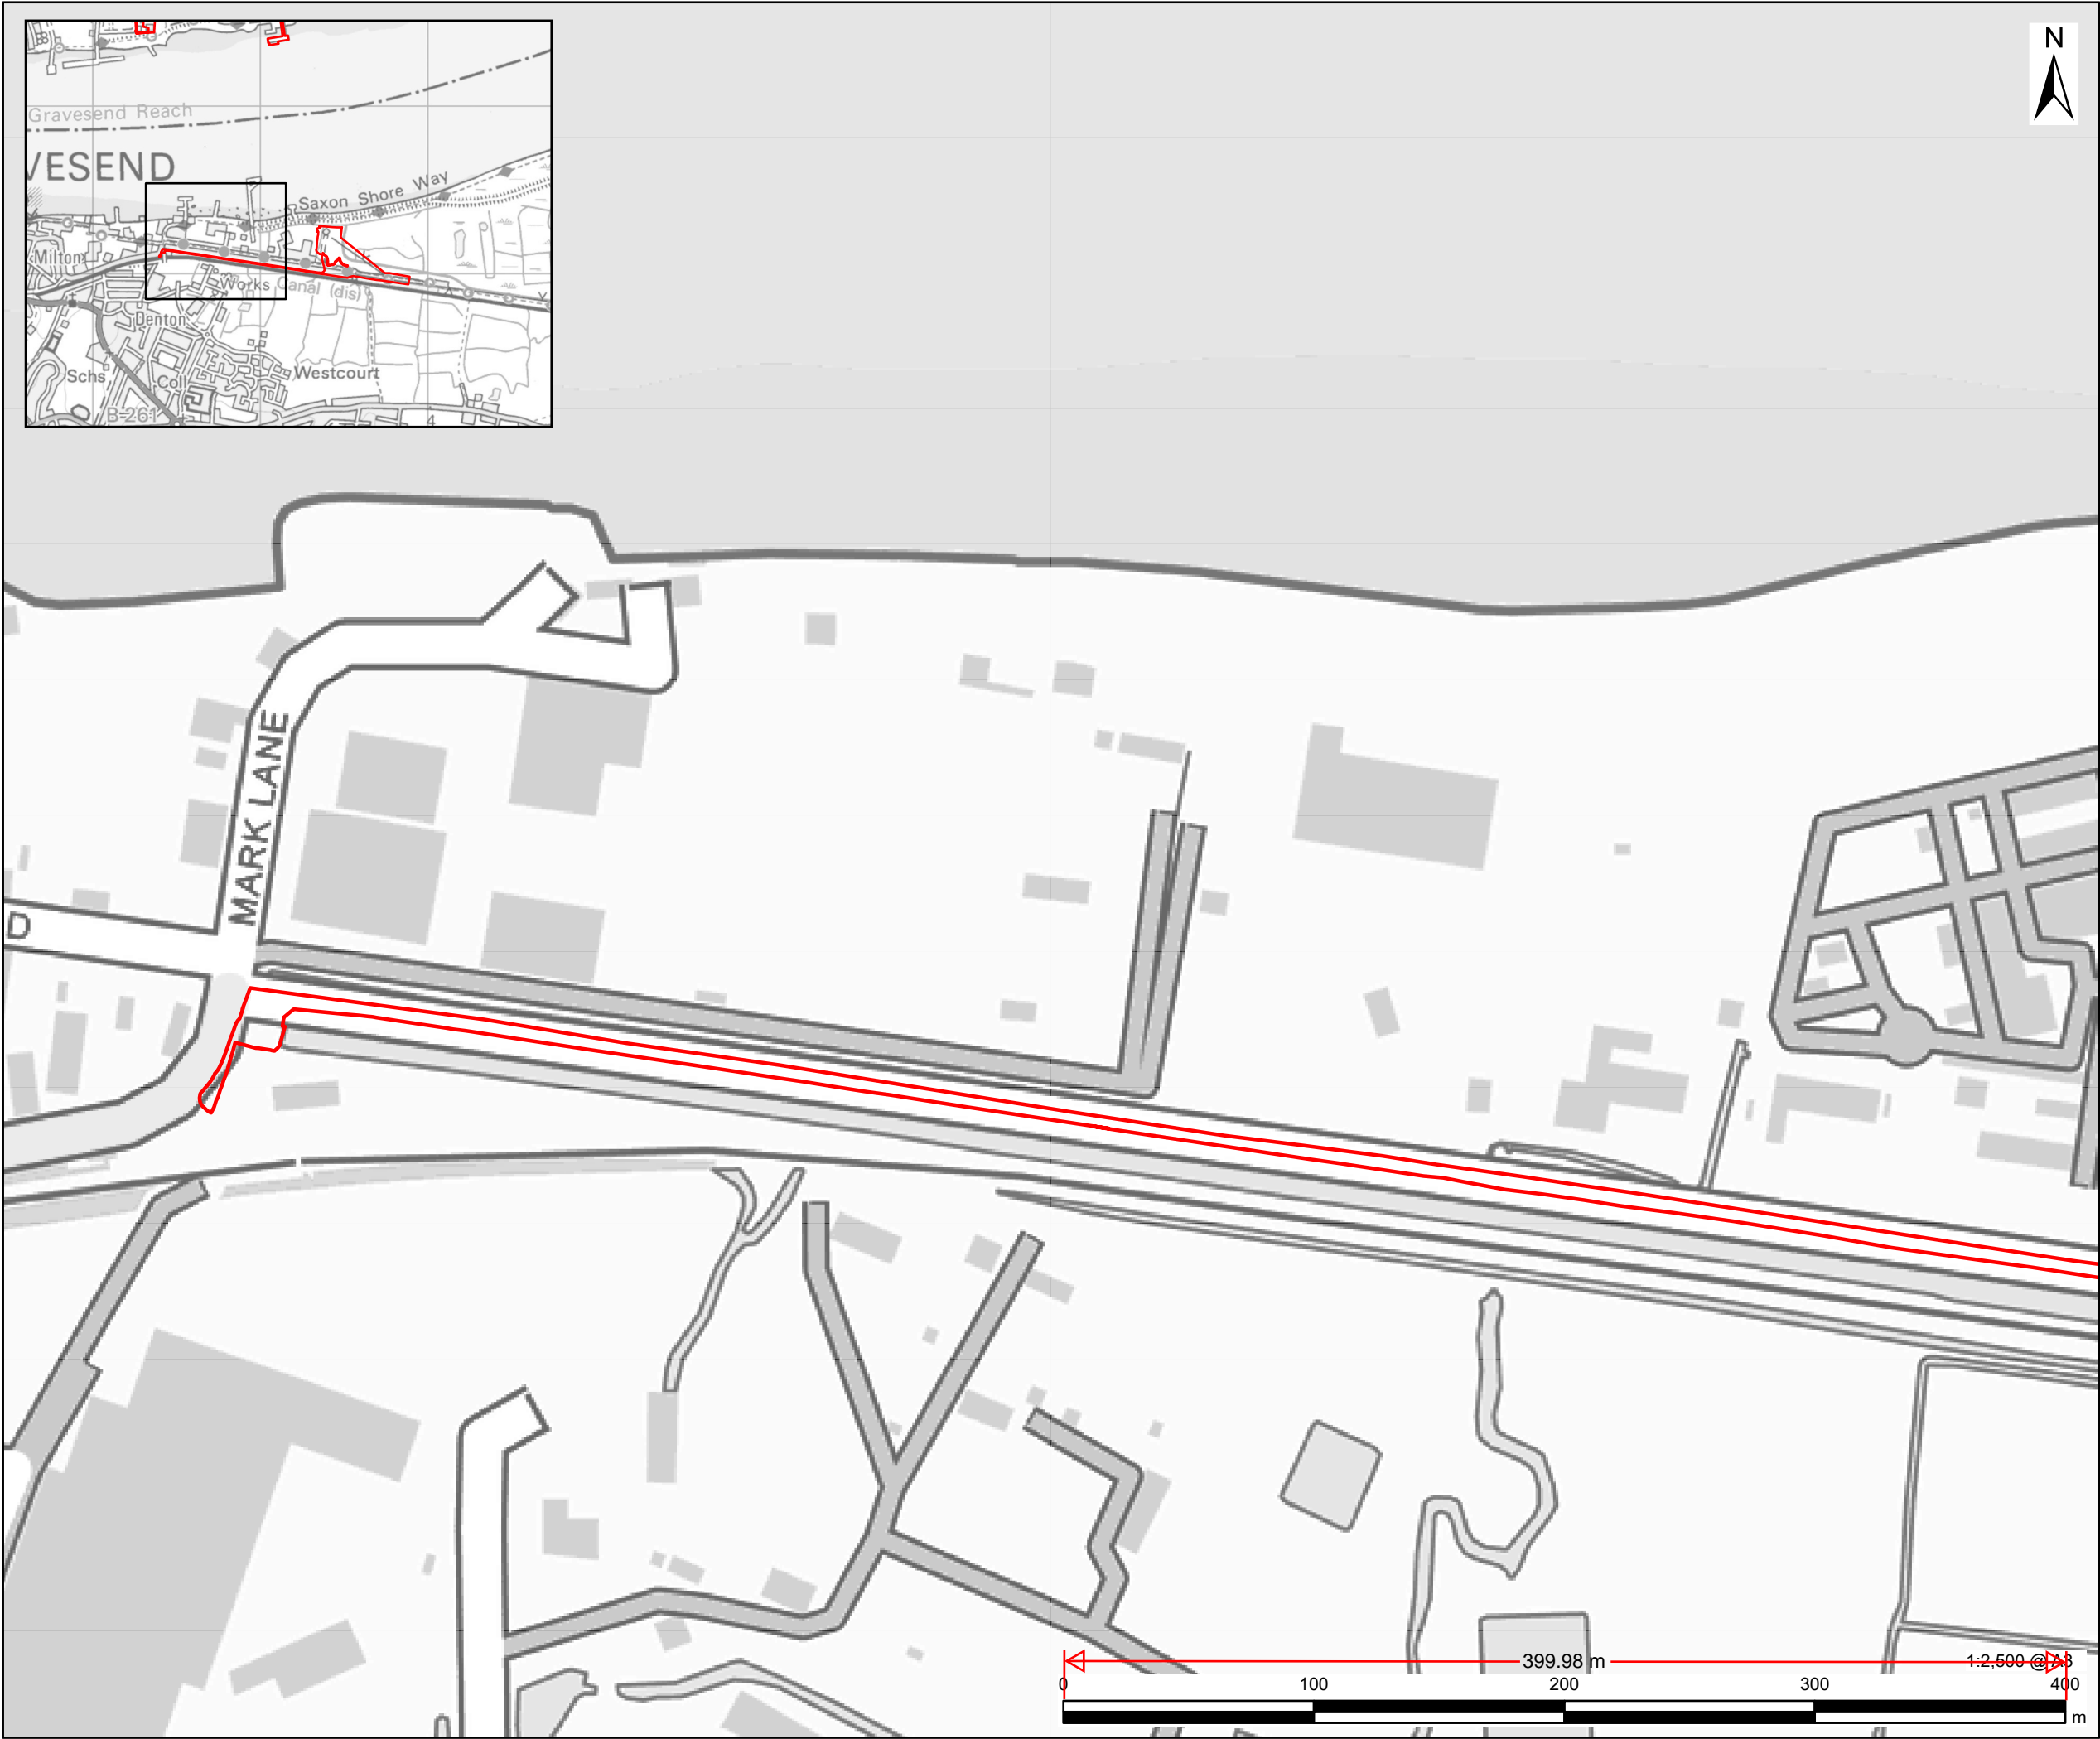 N
Gravesend Reach
VESEND
Saxon Shore Way
Milton
Works
Canal (dis)
Denton
Schs
Coll
Westcourt
B 261
4
MARK LANE
D
399.98 m
1:2,500 @ A3
0
100
200
300
400
m